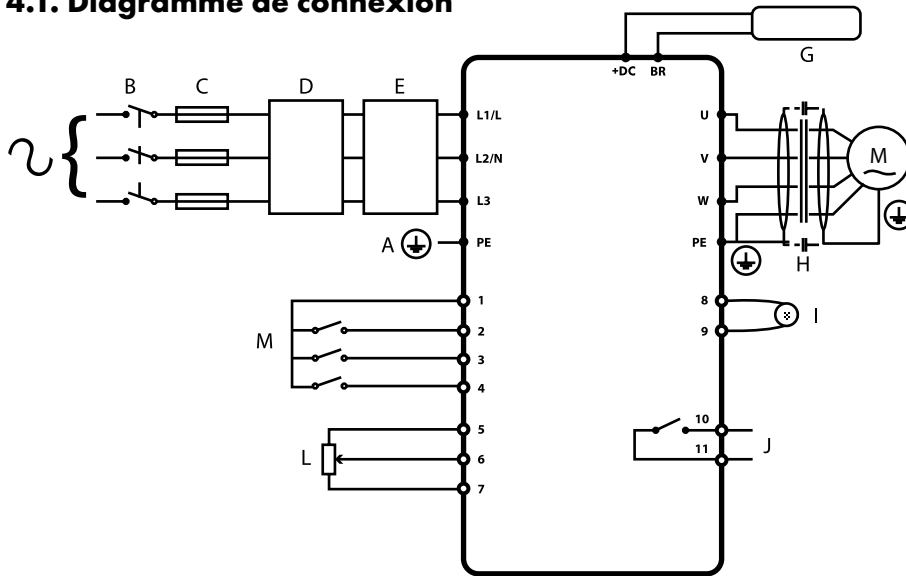 4.1. Diagramme de connexion
G
+DC BR
B C D E
L1/L
U
L2/N
V
M
L3
W
A
PE
PE
H
1
8
I
M
2
9
3
4
5
10
J
L
6
11
7